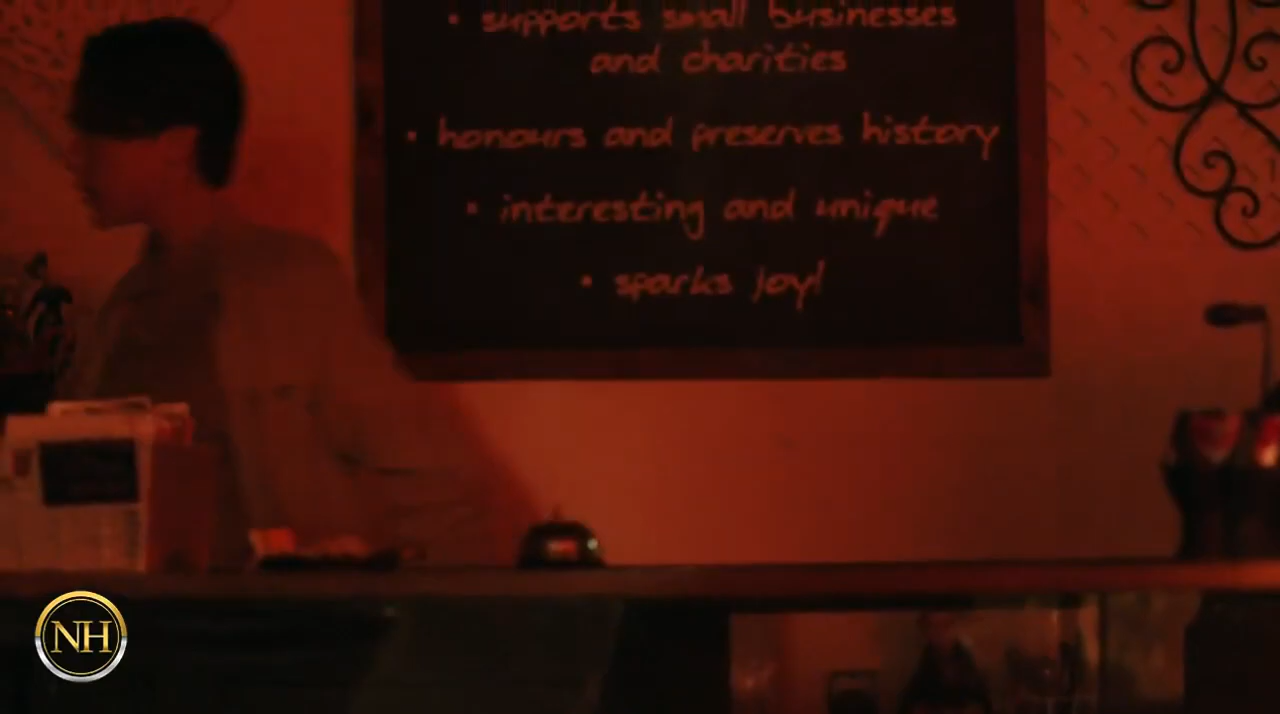 • supports small businesses
and charities
• honours and preserves history
• interesting and unique
• sparks joy!
NH